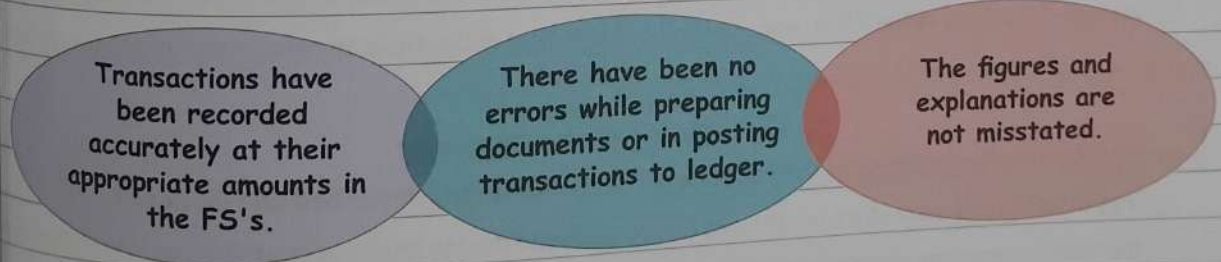 Transactions have
been recorded
accurately at their
appropriate amounts in
the FS's.
There have been no
errors while preparing
documents or in posting
transactions to ledger.
The figures and
explanations are
not misstated.